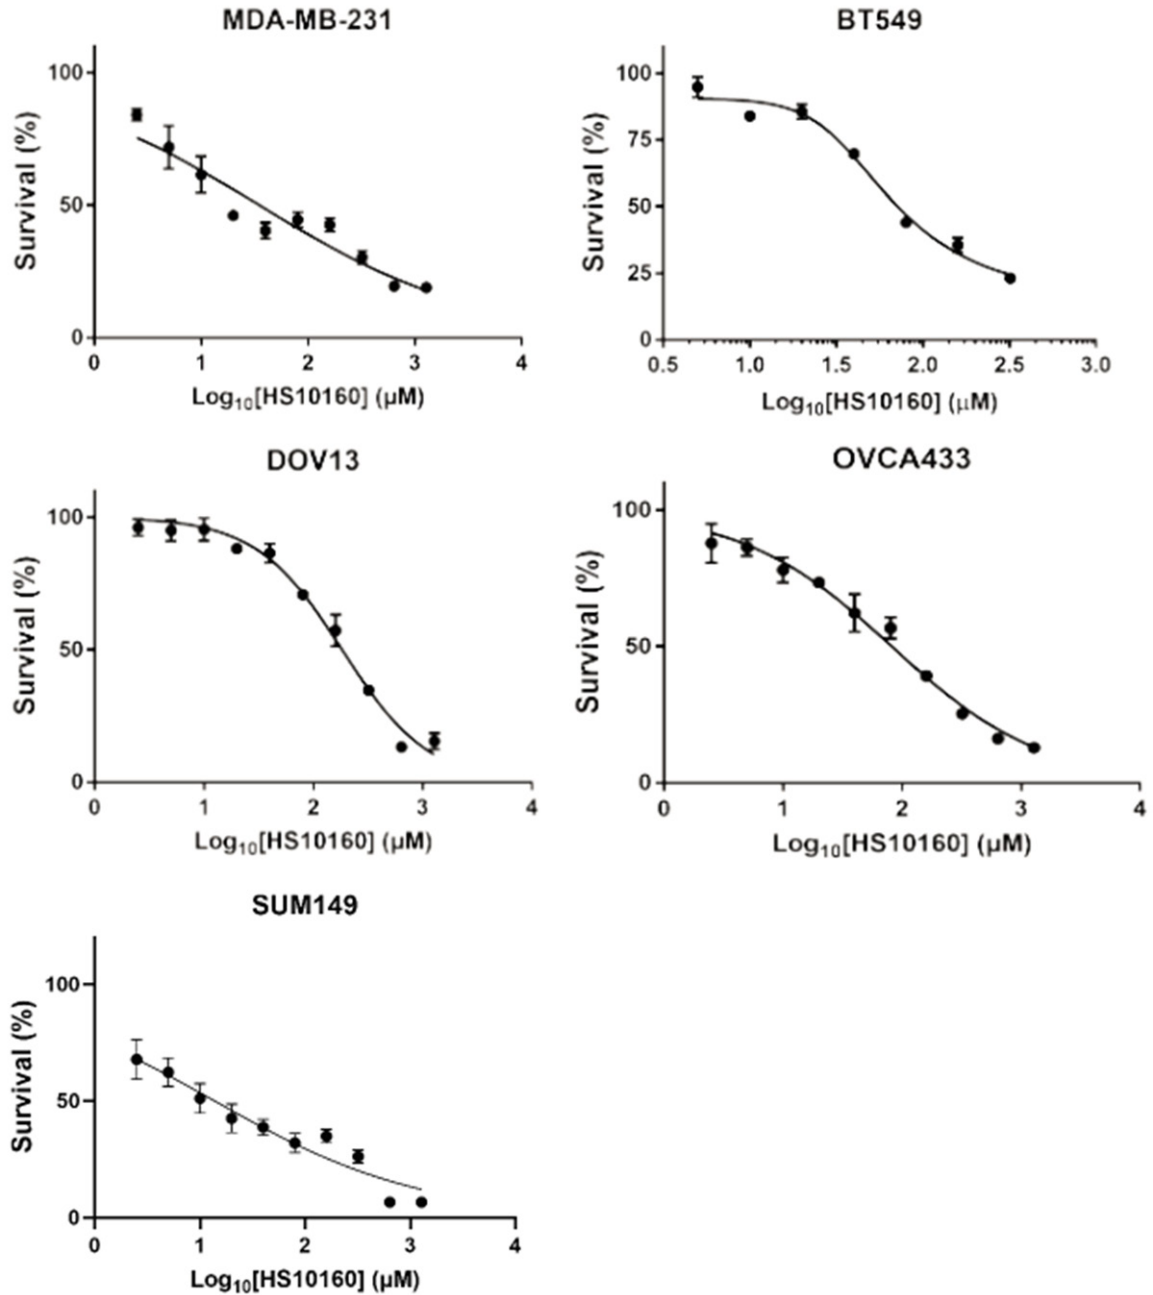 MDA-MB-231
Survival (%)
100
50
0
0 1 2 3 4
Log₁₀[HS10160] (µM)
BT549
Survival (%)
100
75
50
25
0
0.5 1.0 1.5 2.0 2.5 3.0
Log₁₀[HS10160] (µM)
DOV13
Survival (%)
100
50
0
0 1 2 3 4
Log₁₀[HS10160] (µM)
OVCA433
Survival (%)
100
50
0
0 1 2 3 4
Log₁₀[HS10160] (µM)
SUM149
Survival (%)
100
50
0
0 1 2 3 4
Log₁₀[HS10160] (µM)